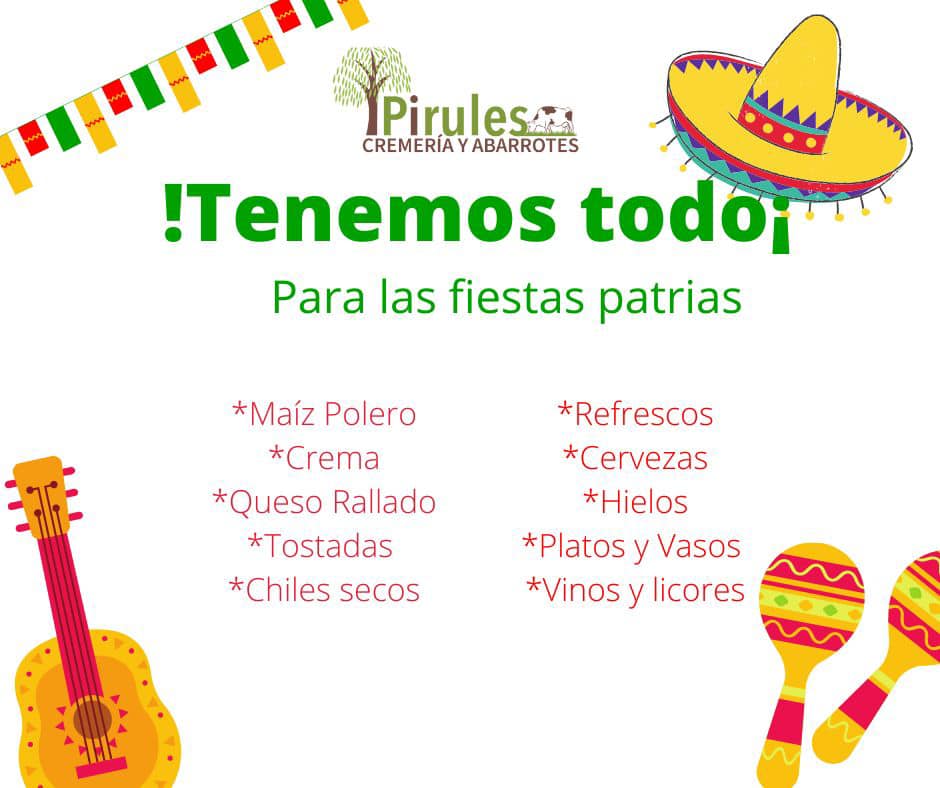 Pirules
CREMERÍA Y ABARROTES
!Tenemos todo¡
Para las fiestas patrias
*Maíz Polero
*Crema
*Queso Rallado
*Tostadas
*Chiles secos
*Refrescos
*Cervezas
*Hielos
*Platos y Vasos
*Vinos y licores